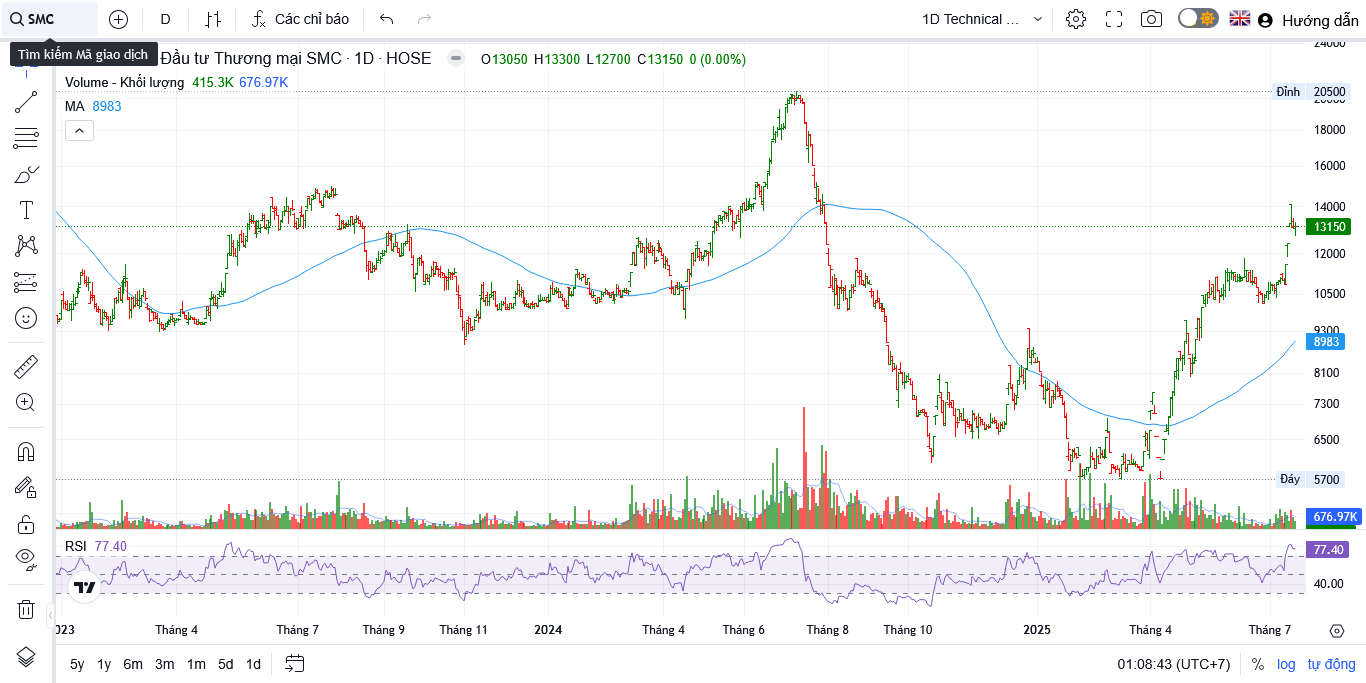 SMC
D
Các chỉ báo
1D Technical ...
Hướng dẫn
Tìm kiếm Mã giao dịch
Đầu tư Thương mại SMC · 1D · HOSE
O13050 H13300 L12700 C13150 0 (0.00%)
Volume - Khối lượng 415.3K 676.97K
MA 8983
24000
Đỉnh 20500
20000
18000
16000
14000
13150
12000
10500
9300
8983
8100
7300
6500
Đáy 5700
676.97K
RSI 77.40
77.40
40.00
2023 Tháng 4 Tháng 7 Tháng 9 Tháng 11 2024 Tháng 4 Tháng 6 Tháng 8 Tháng 10 2025 Tháng 4 Tháng 7
5y 1y 6m 3m 1m 5d 1d
01:08:43 (UTC+7) % log tự động